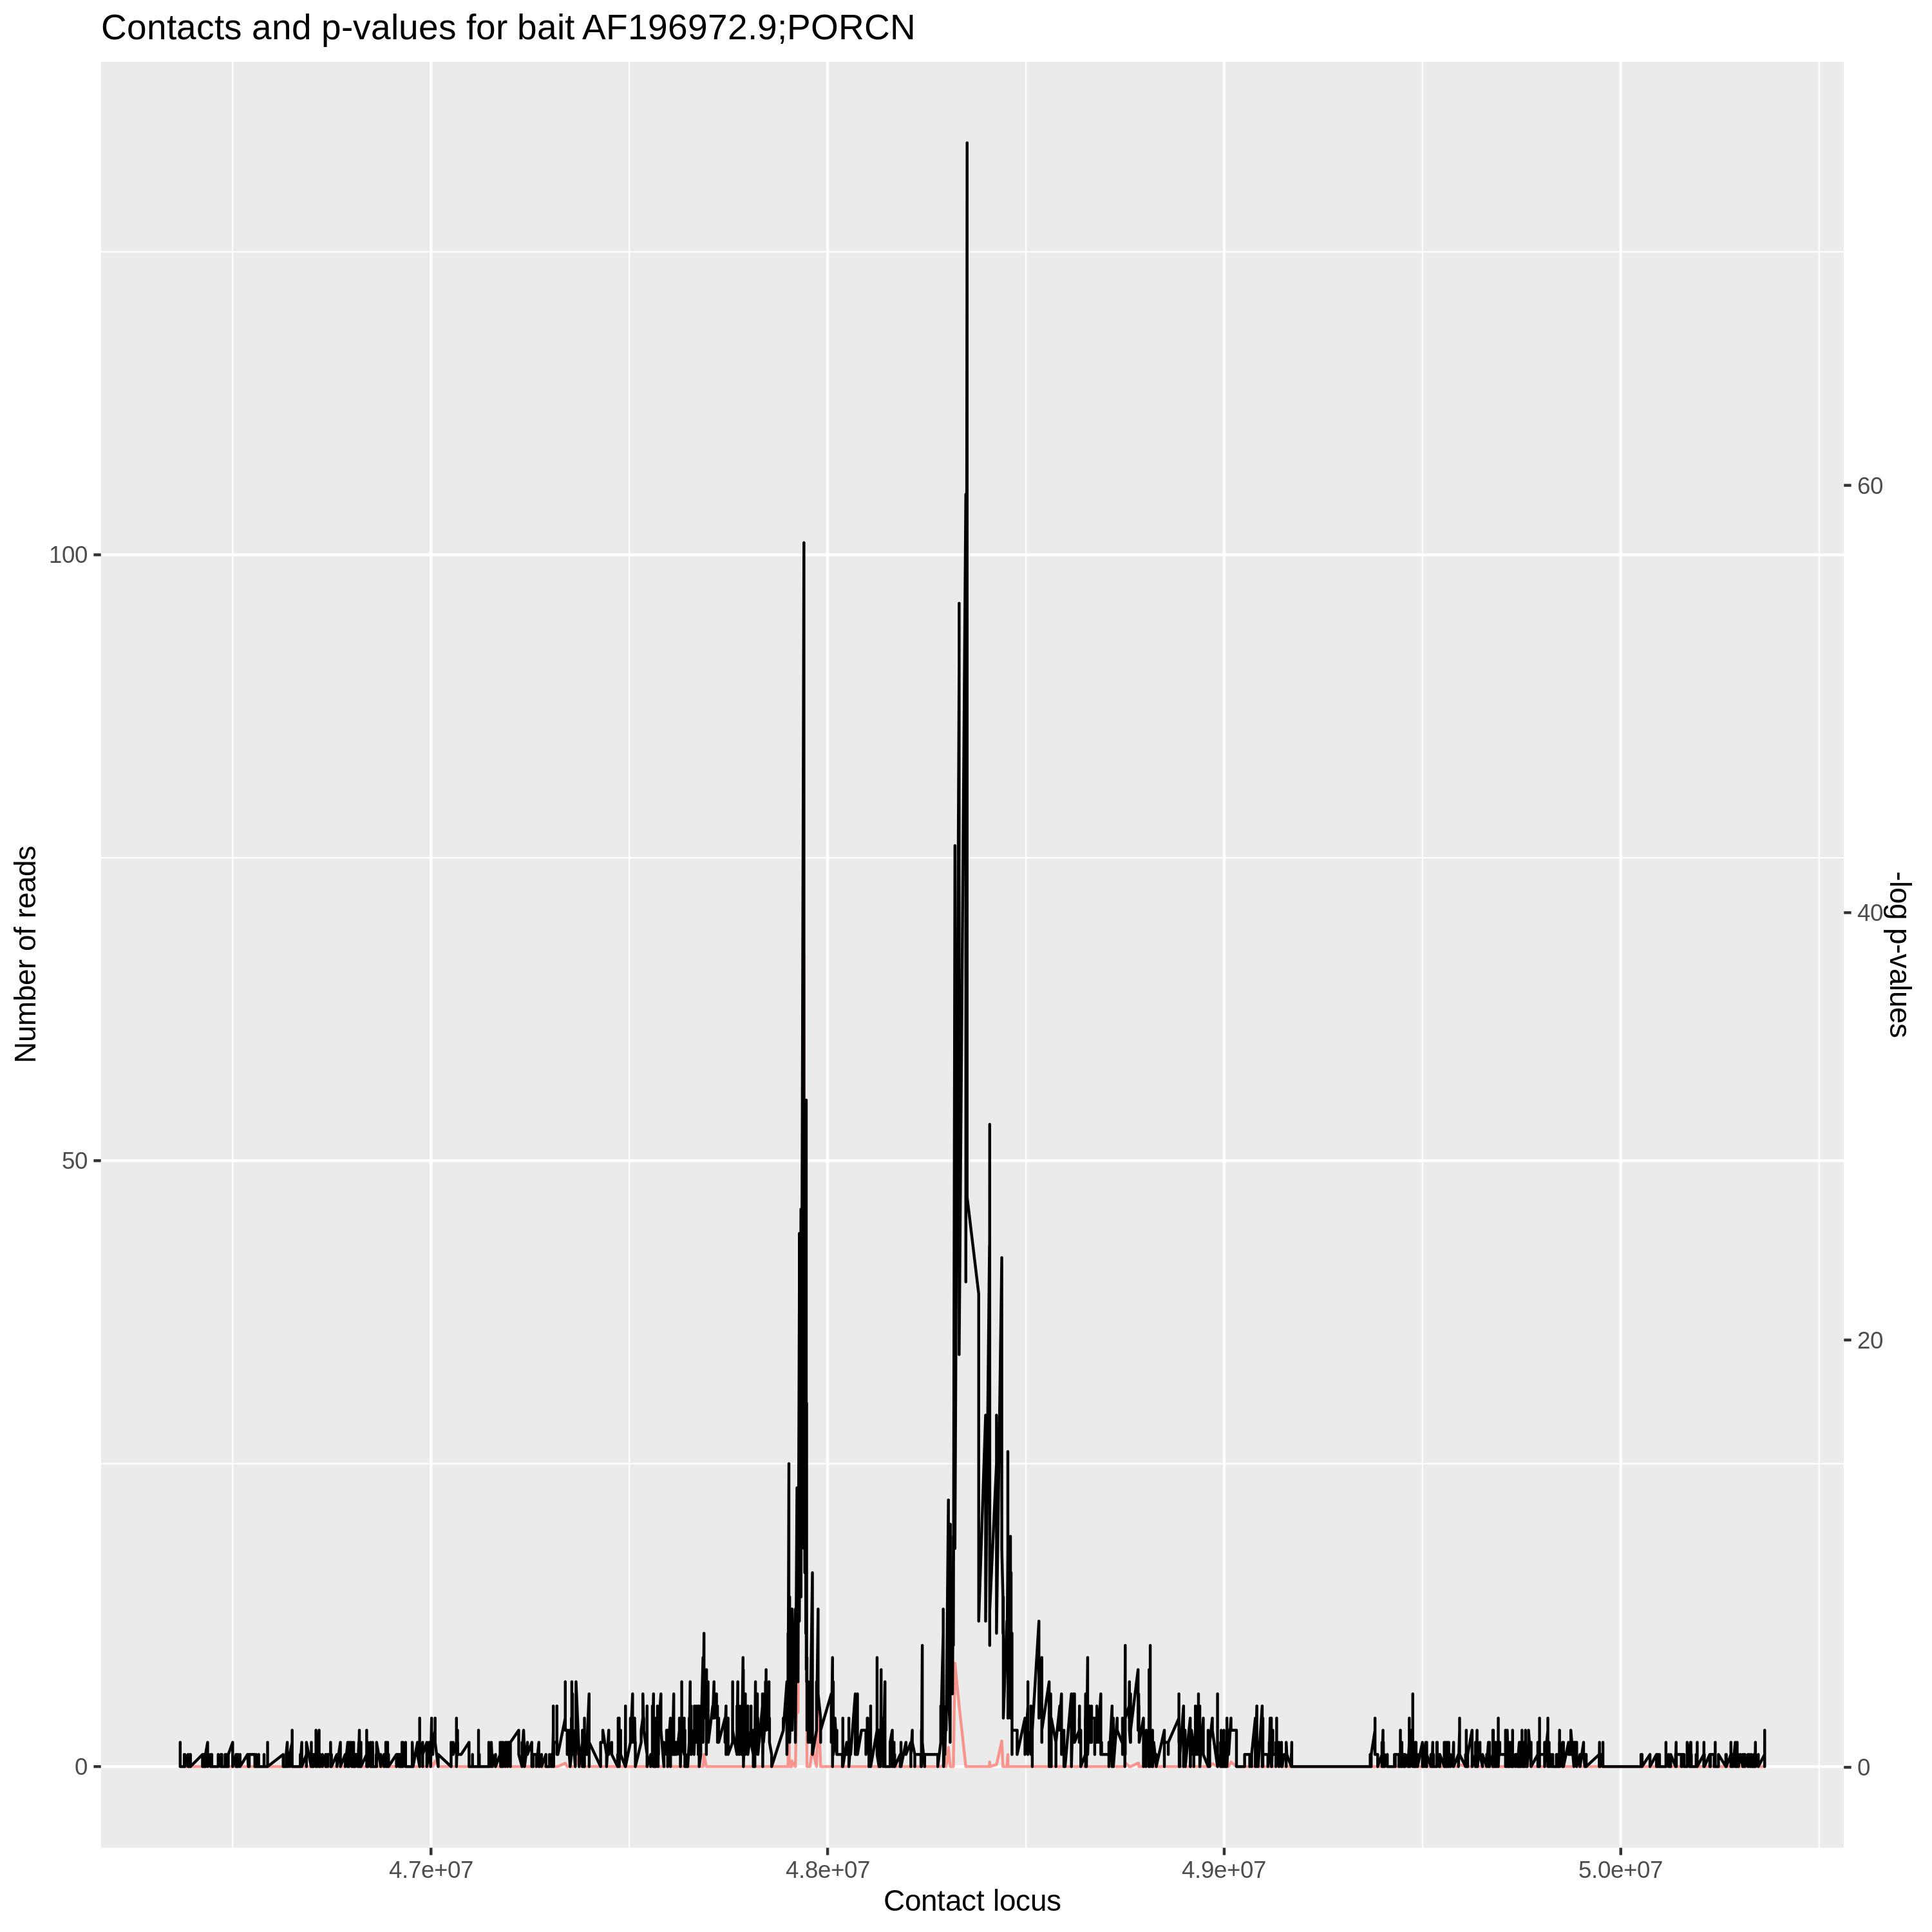 Contacts and p-values for bait AF196972.9;PORCN
100
50
0
Number of reads
60
40
20
0
-log p-values
4.7e+07
4.8e+07
4.9e+07
5.0e+07
Contact locus